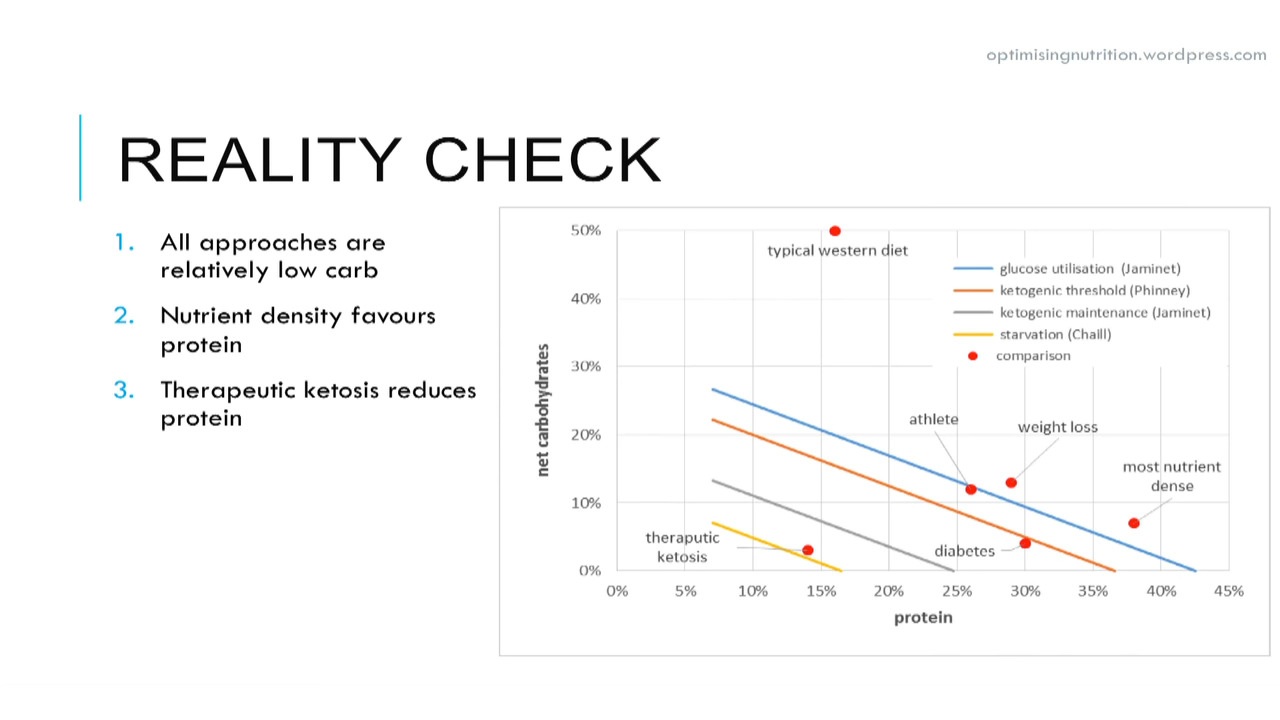 optimisingnutrition.wordpress.com
REALITY CHECK
1. All approaches are
relatively low carb
2. Nutrient density favours
protein
3. Therapeutic ketosis reduces
protein
50%
40%
30%
20%
10%
0%
net carbohydrates
typical western diet
glucose utilisation (Jaminet)
ketogenic threshold (Phinney)
ketogenic maintenance (Jaminet)
starvation (Chaill)
comparison
athlete
weight loss
most nutrient
dense
theraputic
ketosis
diabetes
0% 5% 10% 15% 20% 25% 30% 35% 40% 45%
protein